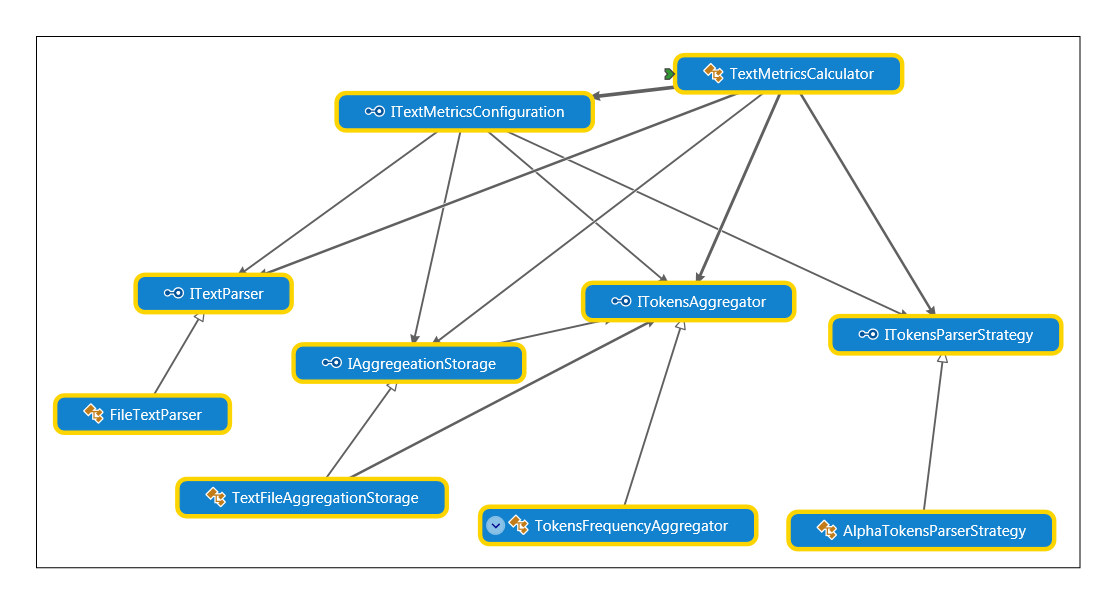 TextMetricsCalculator
ITextMetricsConfiguration
ITextParser
ITokensAggregator
ITokensParserStrategy
IAggregeationStorage
FileTextParser
TextFileAggregationStorage
TokensFrequencyAggregator
AlphaTokensParserStrategy